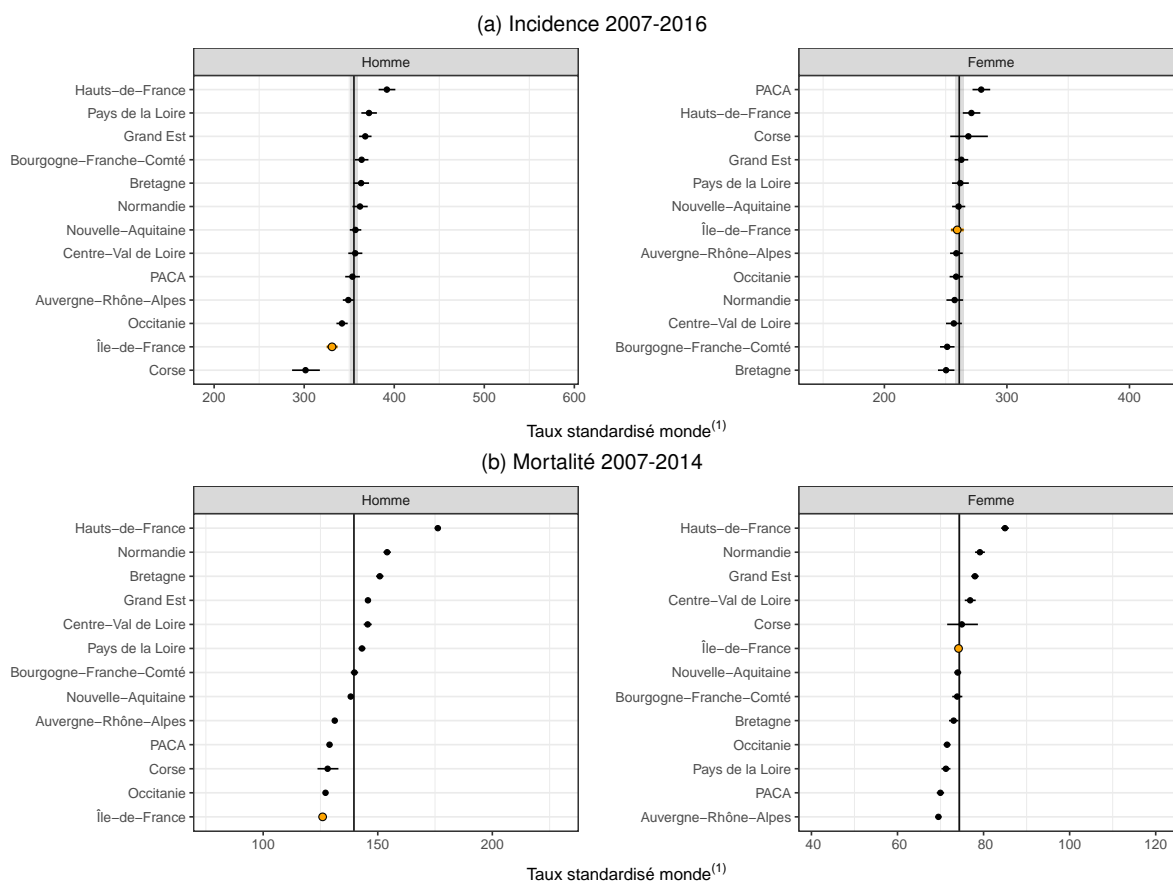 (a) Incidence 2007-2016
Homme
Hauts−de−France
Pays de la Loire
Grand Est
Bourgogne−Franche−Comté
Bretagne
Normandie
Nouvelle−Aquitaine
Centre−Val de Loire
PACA
Auvergne−Rhône−Alpes
Occitanie
Île−de−France
Corse
200 300 400 500 600
Femme
PACA
Hauts−de−France
Corse
Grand Est
Pays de la Loire
Nouvelle−Aquitaine
Île−de−France
Auvergne−Rhône−Alpes
Occitanie
Normandie
Centre−Val de Loire
Bourgogne−Franche−Comté
Bretagne
200 300 400
Taux standardisé monde(1)
(b) Mortalité 2007-2014
Homme
Hauts−de−France
Normandie
Bretagne
Grand Est
Centre−Val de Loire
Pays de la Loire
Bourgogne−Franche−Comté
Nouvelle−Aquitaine
Auvergne−Rhône−Alpes
PACA
Corse
Occitanie
Île−de−France
100 150 200
Femme
Hauts−de−France
Normandie
Grand Est
Centre−Val de Loire
Corse
Île−de−France
Nouvelle−Aquitaine
Bourgogne−Franche−Comté
Bretagne
Occitanie
Pays de la Loire
PACA
Auvergne−Rhône−Alpes
40 60 80 100 120
Taux standardisé monde(1)